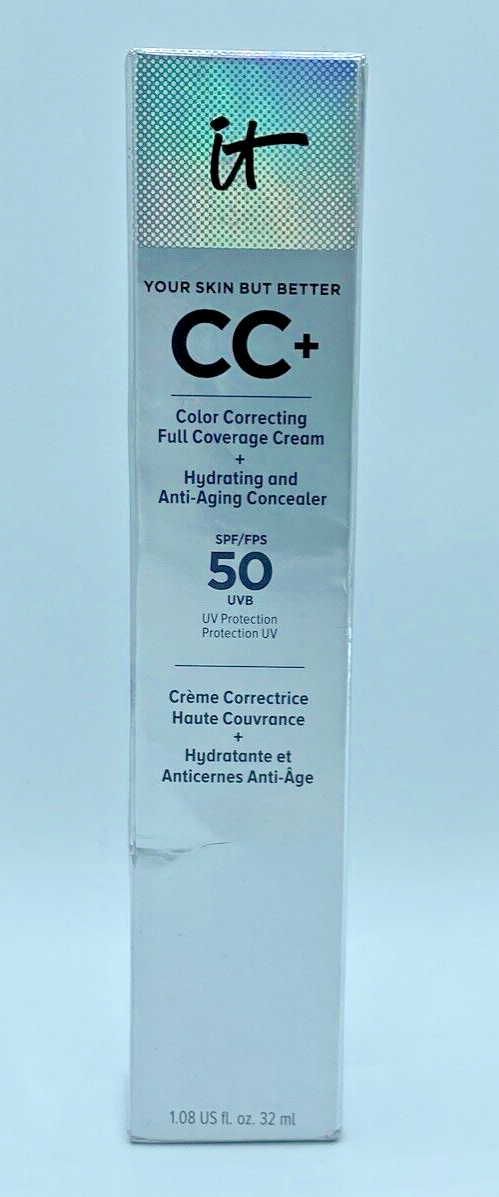 it
YOUR SKIN BUT BETTER
CC+
Color Correcting
Full Coverage Cream
+
Hydrating and
Anti-Aging Concealer
SPF/FPS
50
UVB
UV Protection
Protection UV
Crème Correctrice
Haute Couvrance
+
Hydratante et
Anticernes Anti-Âge
1.08 US fl. oz. 32 ml